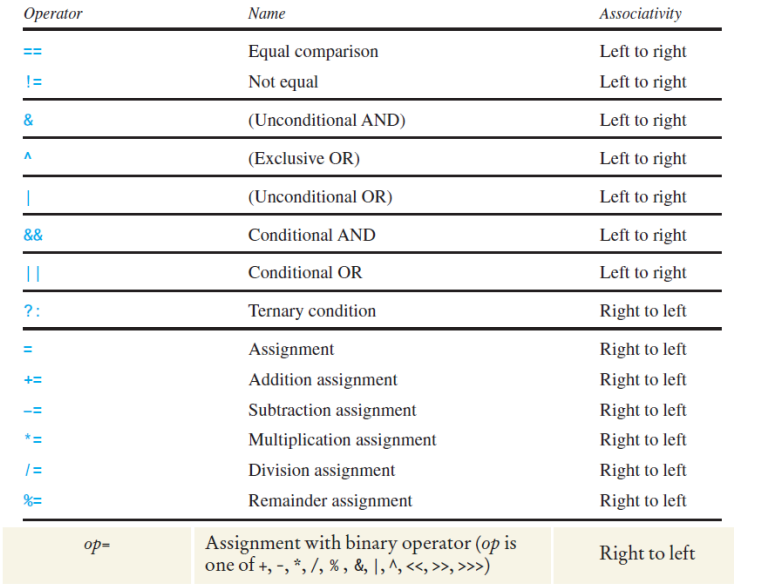 Operator Name Associativity
== Equal comparison Left to right
!= Not equal Left to right
& (Unconditional AND) Left to right
^ (Exclusive OR) Left to right
| (Unconditional OR) Left to right
&& Conditional AND Left to right
|| Conditional OR Left to right
?: Ternary condition Right to left
= Assignment Right to left
+= Addition assignment Right to left
-= Subtraction assignment Right to left
*= Multiplication assignment Right to left
/= Division assignment Right to left
%= Remainder assignment Right to left
op= Assignment with binary operator (op is
one of +, -, *, /, %, &, |, ^, <<, >>, >>>) Right to left